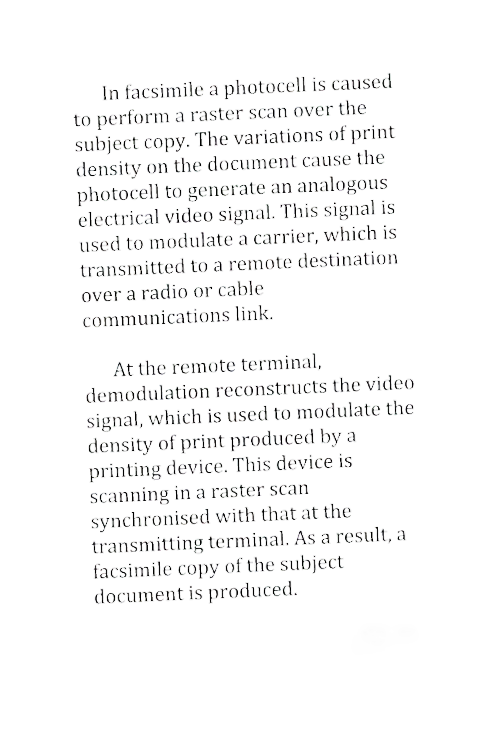 In facsimile a photocell is caused
to perform a raster scan over the
subject copy. The variations of print
density on the document cause the
photocell to generate an analogous
electrical video signal. This signal is
used to modulate a carrier, which is
transmitted to a remote destination
over a radio or cable
communications link.
At the remote terminal,
demodulation reconstructs the video
signal, which is used to modulate the
density of print produced by a
printing device. This device is
scanning in a raster scan
synchronised with that at the
transmitting terminal. As a result, a
facsimile copy of the subject
document is produced.